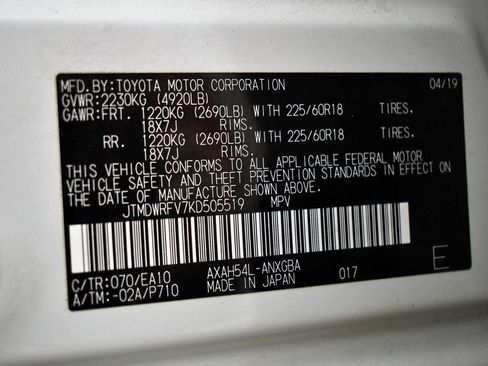 MFD.BY:TOYOTA MOTOR CORPORATION 04/19
GVWR:2230KG (4920LB)
GAWR:FRT. 1220KG (2690LB) WITH 225/60R18 TIRES.
18X7J RIMS.
RR. 1220KG (2690LB) WITH 225/60R18 TIRES.
18X7J RIMS.
THIS VEHICLE CONFORMS TO ALL APPLICABLE FEDERAL MOTOR
VEHICLE SAFETY AND THEFT PREVENTION STANDARDS IN EFFECT ON
THE DATE OF MANUFACTURE SHOWN ABOVE.
JTMDWRFV7KD505519 MPV
C/TR:070/EA10 AXAH54L-ANXGBA
A/TM:-02A/P710 MADE IN JAPAN 017 E